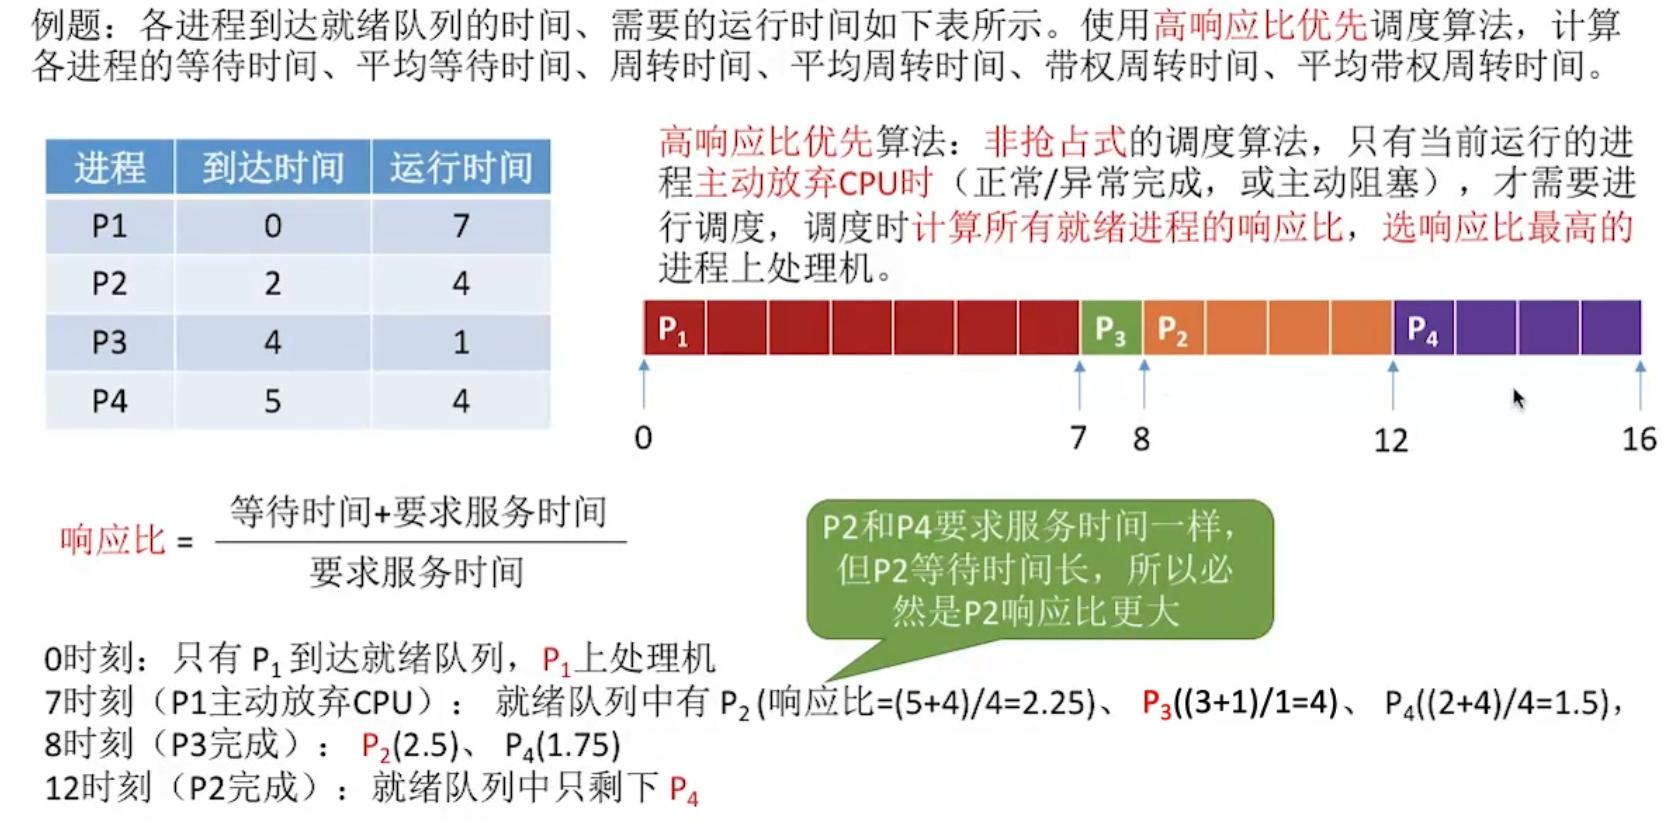 例题：各进程到达就绪队列的时间、需要的运行时间如下表所示。使用高响应比优先调度算法，计算
各进程的等待时间、平均等待时间、周转时间、平均周转时间、带权周转时间、平均带权周转时间。
进程 到达时间 运行时间
P1 0 7
P2 2 4
P3 4 1
P4 5 4
高响应比优先算法：非抢占式的调度算法，只有当前运行的进
程主动放弃CPU时（正常/异常完成，或主动阻塞），才需要进
行调度，调度时计算所有就绪进程的响应比，选响应比最高的
进程上处理机。
P₁ P₃ P₂ P₄
0 7 8 12 16
等待时间+要求服务时间
响应比 =
要求服务时间
P2和P4要求服务时间一样，
但P2等待时间长，所以必
然是P2响应比更大
0时刻：只有 P₁ 到达就绪队列，P₁上处理机
7时刻（P1主动放弃CPU）： 就绪队列中有 P₂ (响应比=(5+4)/4=2.25)、 P₃((3+1)/1=4)、 P₄((2+4)/4=1.5)，
8时刻（P3完成）： P₂(2.5)、 P₄(1.75)
12时刻（P2完成）：就绪队列中只剩下 P₄